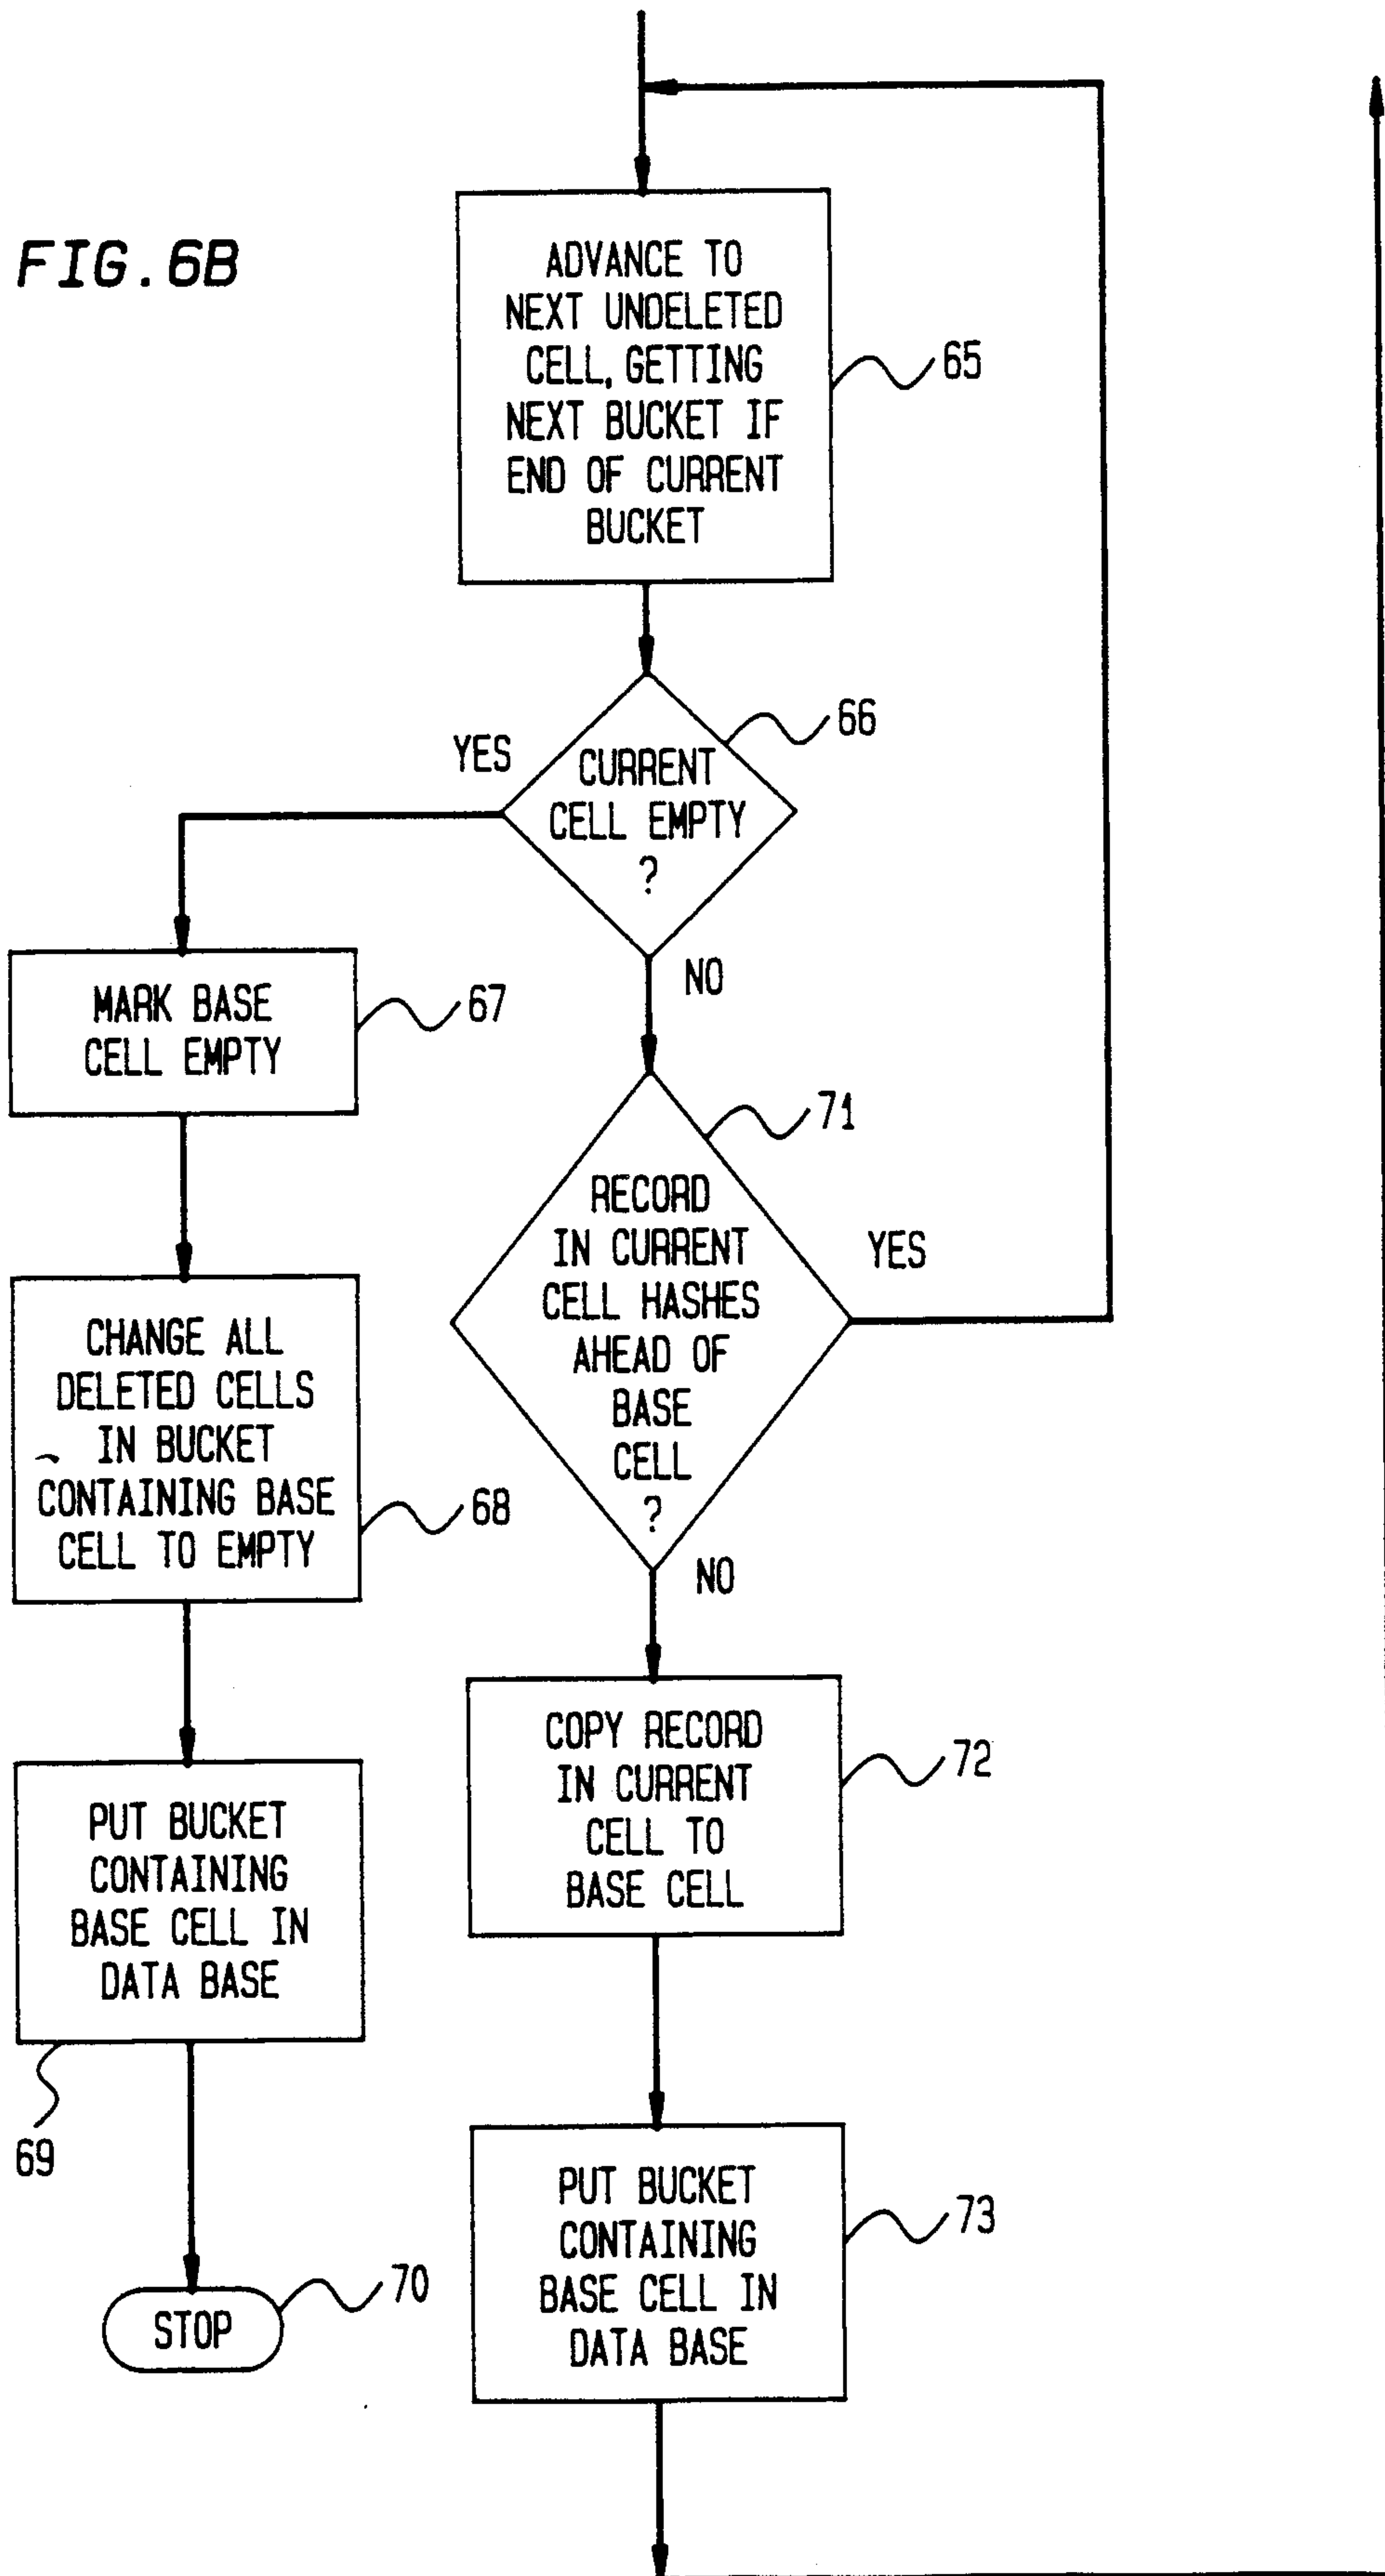 FIG. 6B
ADVANCE TO
NEXT UNDELETED
CELL, GETTING
NEXT BUCKET IF
END OF CURRENT
BUCKET
65
CURRENT
CELL EMPTY
?
66
YES
NO
MARK BASE
CELL EMPTY
67
RECORD
IN CURRENT
CELL HASHES
AHEAD OF
BASE
CELL
?
71
YES
NO
CHANGE ALL
DELETED CELLS
IN BUCKET
CONTAINING BASE
CELL TO EMPTY
68
COPY RECORD
IN CURRENT
CELL TO
BASE CELL
72
PUT BUCKET
CONTAINING
BASE CELL IN
DATA BASE
69
PUT BUCKET
CONTAINING
BASE CELL IN
DATA BASE
73
STOP
70